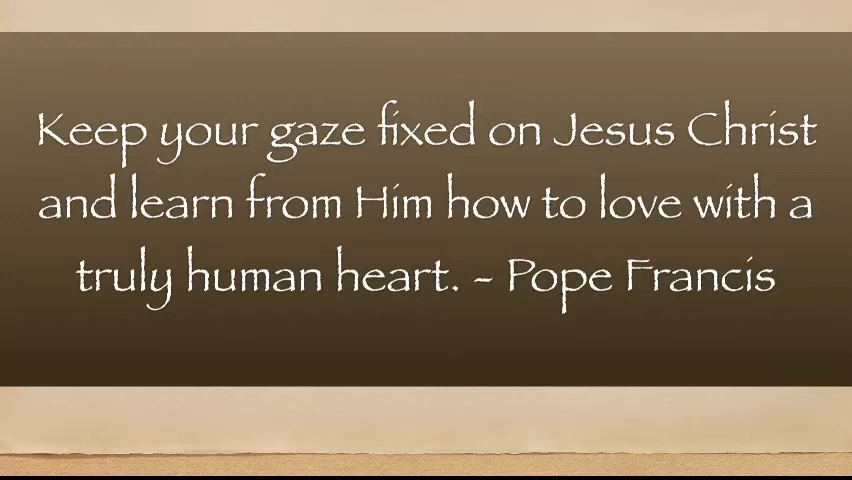 Keep your gaze fixed on Jesus Christ
and learn from Him how to love with a
truly human heart. - Pope Francis